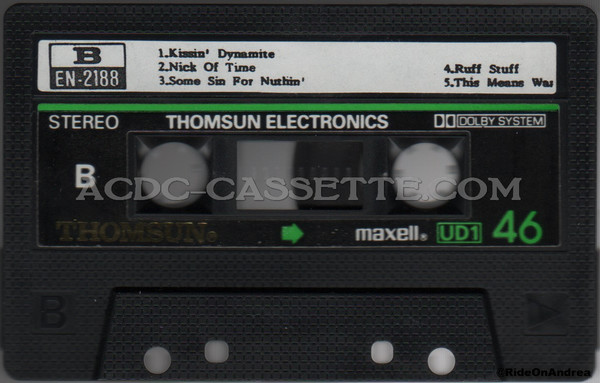 B
EN-2188
1.Kissin' Dynamite
2.Nick Of Time
3.Some Sin For Nuthin'
4.Ruff Stuff
5.This Means Wa
STEREO
THOMSUN ELECTRONICS
DOLBY SYSTEM
B
ACDC-CASSETTE.COM
THOMSUN®
maxell® UD1 46
B
©RideOnAndrea